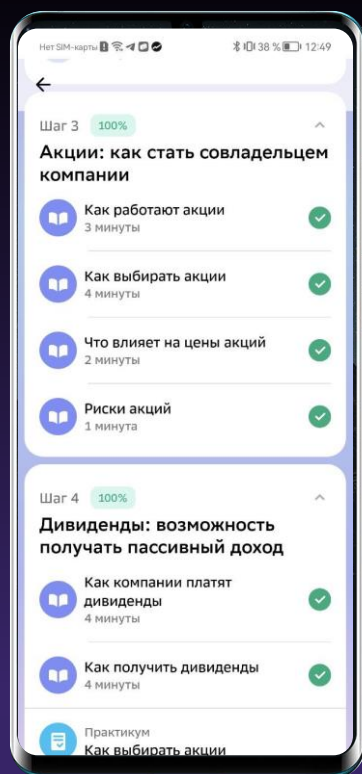 Нет SIM-карты 38 % 12:49
Шаг 3 100%
Акции: как стать совладельцем
компании
Как работают акции
3 минуты
Как выбирать акции
4 минуты
Что влияет на цены акций
2 минуты
Риски акций
1 минута
Шаг 4 100%
Дивиденды: возможность
получать пассивный доход
Как компании платят
дивиденды
4 минуты
Как получить дивиденды
4 минуты
Практикум
Как выбирать акции